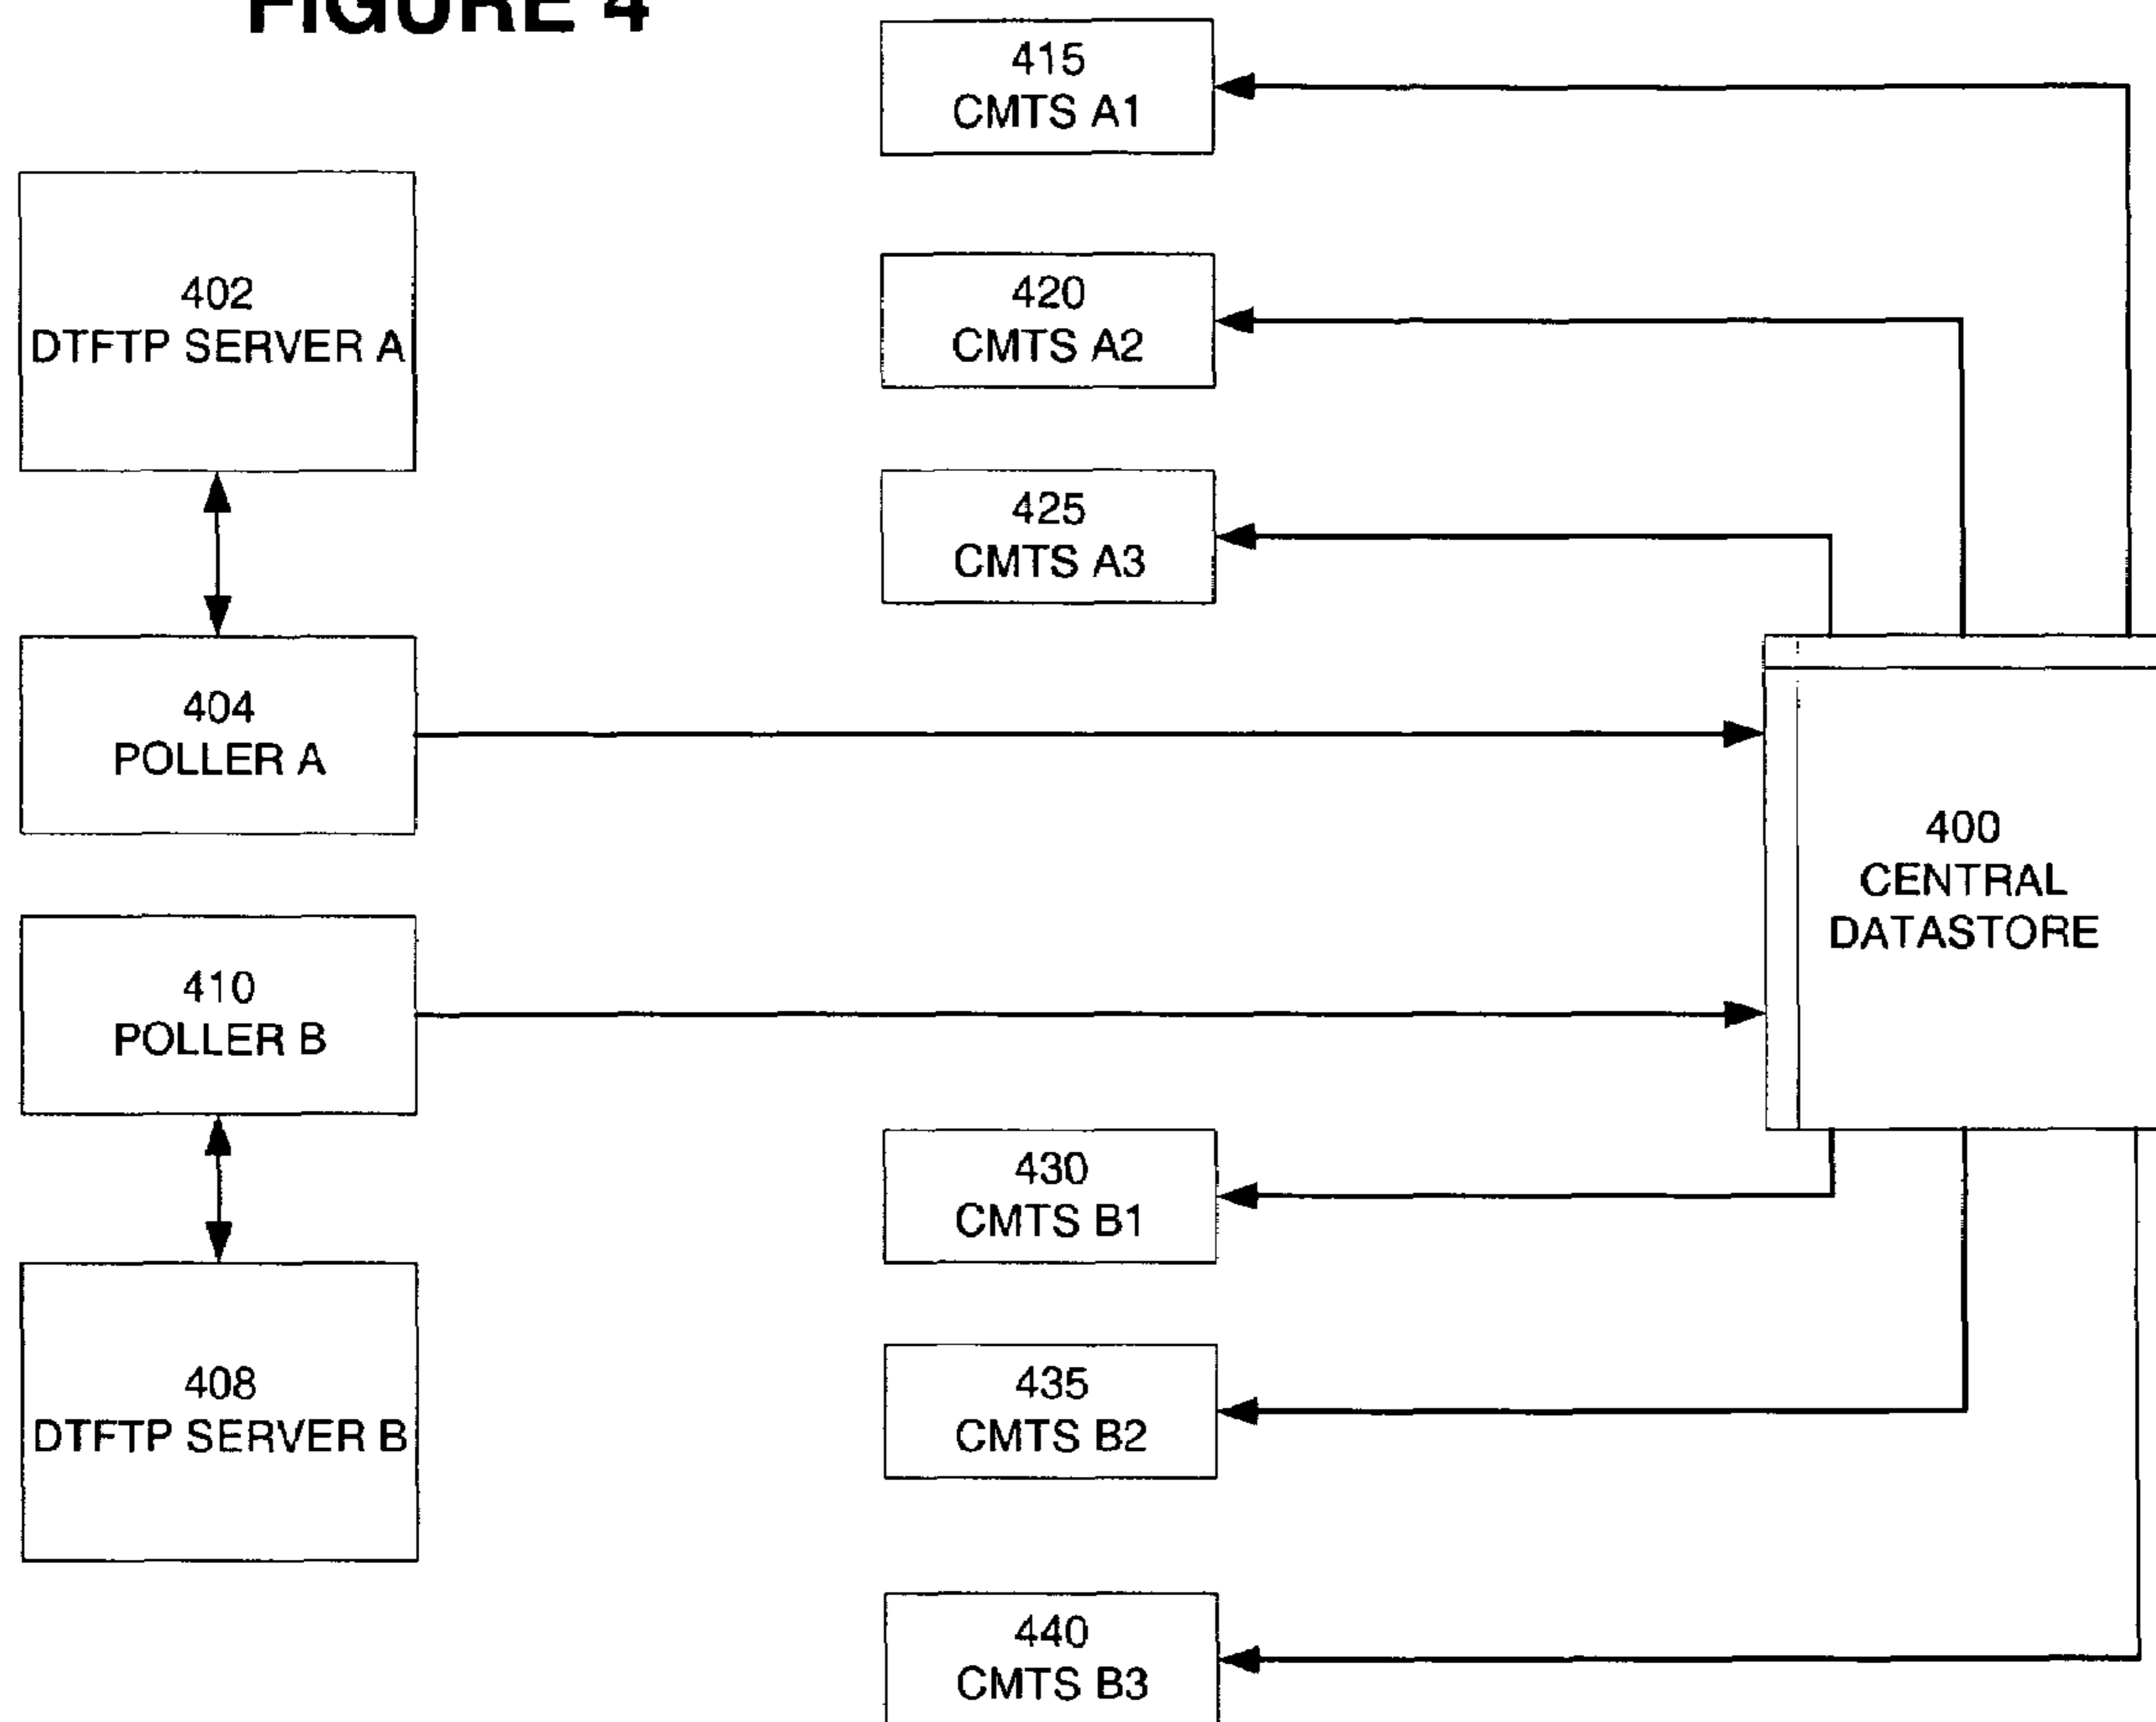 FIGURE 4
415
CMTS A1
402
DTFTP SERVER A
420
CMTS A2
425
CMTS A3
404
POLLER A
400
CENTRAL
DATASTORE
410
POLLER B
430
CMTS B1
408
DTFTP SERVER B
435
CMTS B2
440
CMTS B3